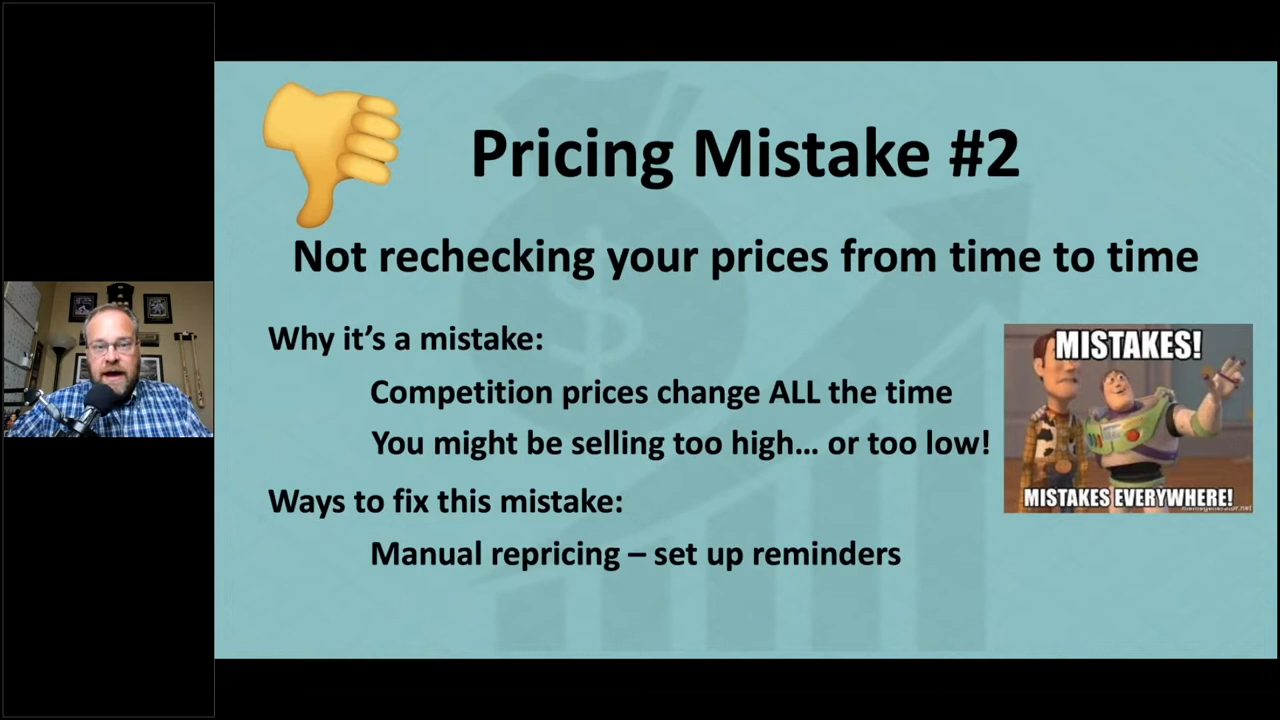 Pricing Mistake #2
Not rechecking your prices from time to time
Why it's a mistake:
Competition prices change ALL the time
You might be selling too high... or too low!
Ways to fix this mistake:
Manual repricing – set up reminders
MISTAKES!
MISTAKES EVERYWHERE!
memegenerator.net